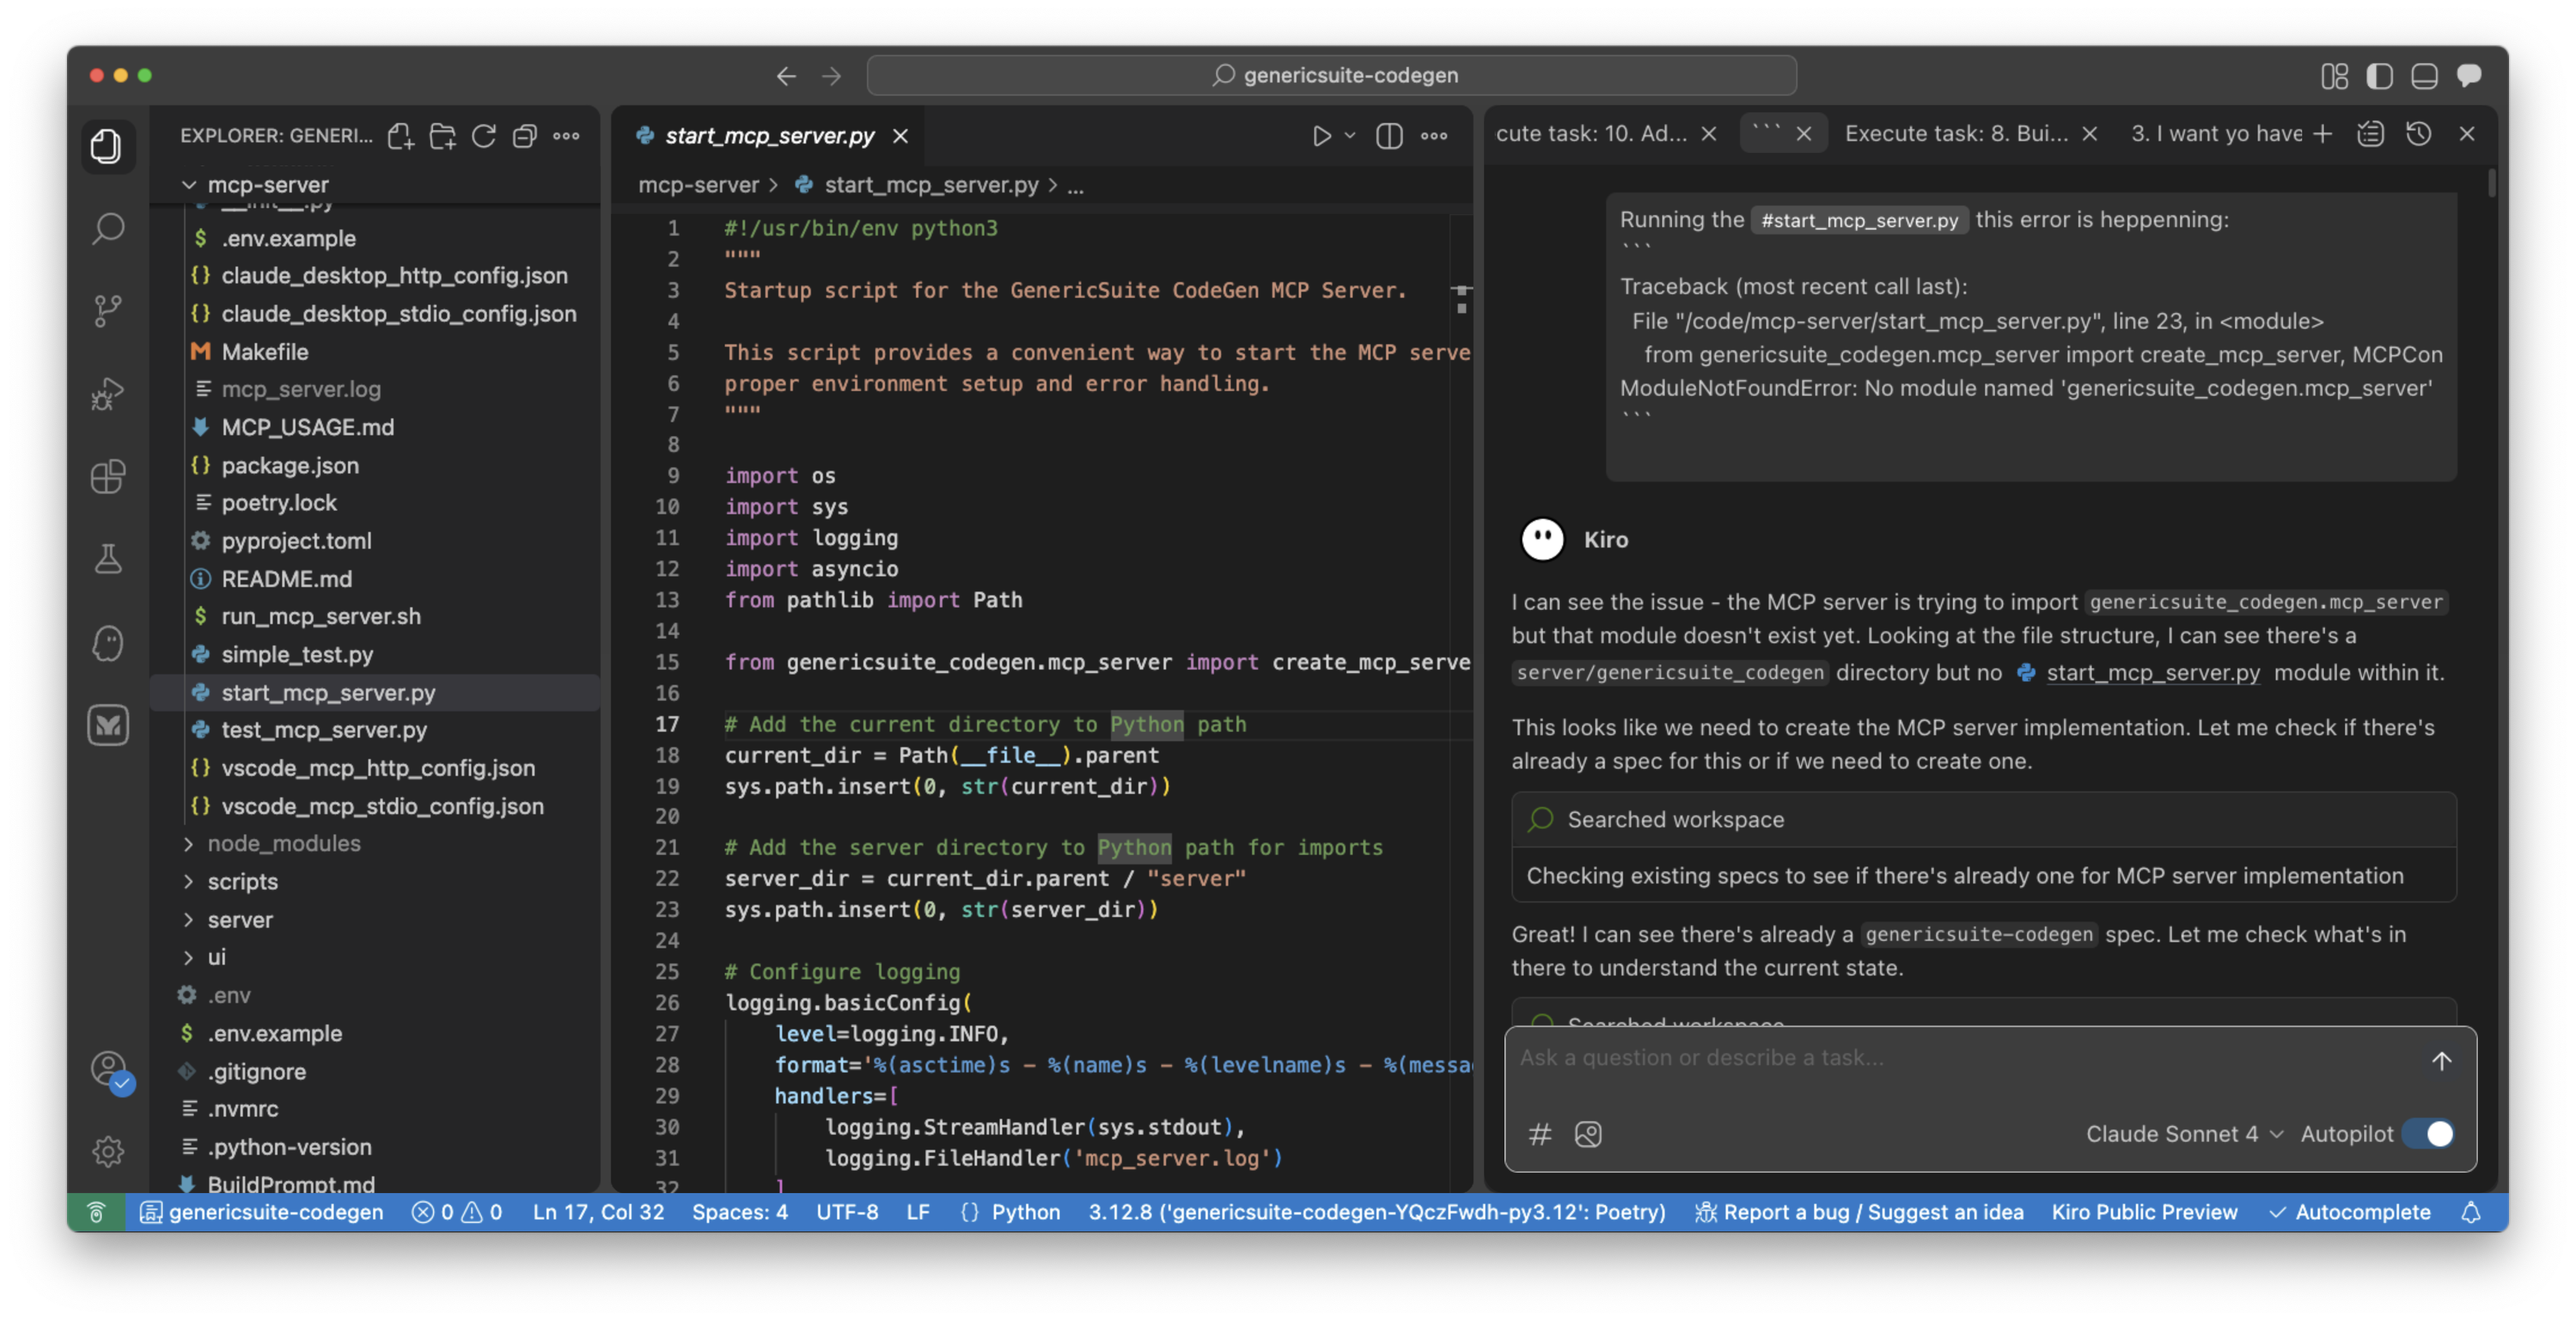 genericsuite-codegen
EXPLORER: GENERI...
mcp-server
__init__.py
.env.example
claude_desktop_http_config.json
claude_desktop_stdio_config.json
Makefile
mcp_server.log
MCP_USAGE.md
package.json
poetry.lock
pyproject.toml
README.md
run_mcp_server.sh
simple_test.py
start_mcp_server.py
test_mcp_server.py
vscode_mcp_http_config.json
vscode_mcp_stdio_config.json
node_modules
scripts
server
ui
.env
.env.example
.gitignore
.nvmrc
.python-version
BuildPrompt.md
start_mcp_server.py
mcp-server > start_mcp_server.py > ...
1 #!/usr/bin/env python3
2 """
3 Startup script for the GenericSuite CodeGen MCP Server.
4
5 This script provides a convenient way to start the MCP serve
6 proper environment setup and error handling.
7 """
8
9 import os
10 import sys
11 import logging
12 import asyncio
13 from pathlib import Path
14
15 from genericsuite_codegen.mcp_server import create_mcp_serve
16
17 # Add the current directory to Python path
18 current_dir = Path(__file__).parent
19 sys.path.insert(0, str(current_dir))
20
21 # Add the server directory to Python path for imports
22 server_dir = current_dir.parent / "server"
23 sys.path.insert(0, str(server_dir))
24
25 # Configure logging
26 logging.basicConfig(
27 level=logging.INFO,
28 format='%(asctime)s - %(name)s - %(levelname)s - %(messa
29 handlers=[
30 logging.StreamHandler(sys.stdout),
31 logging.FileHandler('mcp_server.log')
32 ]
cute task: 10. Ad... ``` Execute task: 8. Bui... 3. I want yo have
Running the #start_mcp_server.py this error is heppenning:
```
Traceback (most recent call last):
File "/code/mcp-server/start_mcp_server.py", line 23, in <module>
from genericsuite_codegen.mcp_server import create_mcp_server, MCPCon
ModuleNotFoundError: No module named 'genericsuite_codegen.mcp_server'
```
Kiro
I can see the issue - the MCP server is trying to import genericsuite_codegen.mcp_server
but that module doesn't exist yet. Looking at the file structure, I can see there's a
server/genericsuite_codegen directory but no start_mcp_server.py module within it.
This looks like we need to create the MCP server implementation. Let me check if there's
already a spec for this or if we need to create one.
Searched workspace
Checking existing specs to see if there's already one for MCP server implementation
Great! I can see there's already a genericsuite-codegen spec. Let me check what's in
there to understand the current state.
Searched workspace
Ask a question or describe a task...
# Claude Sonnet 4 Autopilot
genericsuite-codegen 0 0 Ln 17, Col 32 Spaces: 4 UTF-8 LF {} Python 3.12.8 ('genericsuite-codegen-YQczFwdh-py3.12': Poetry) Report a bug / Suggest an idea Kiro Public Preview Autocomplete